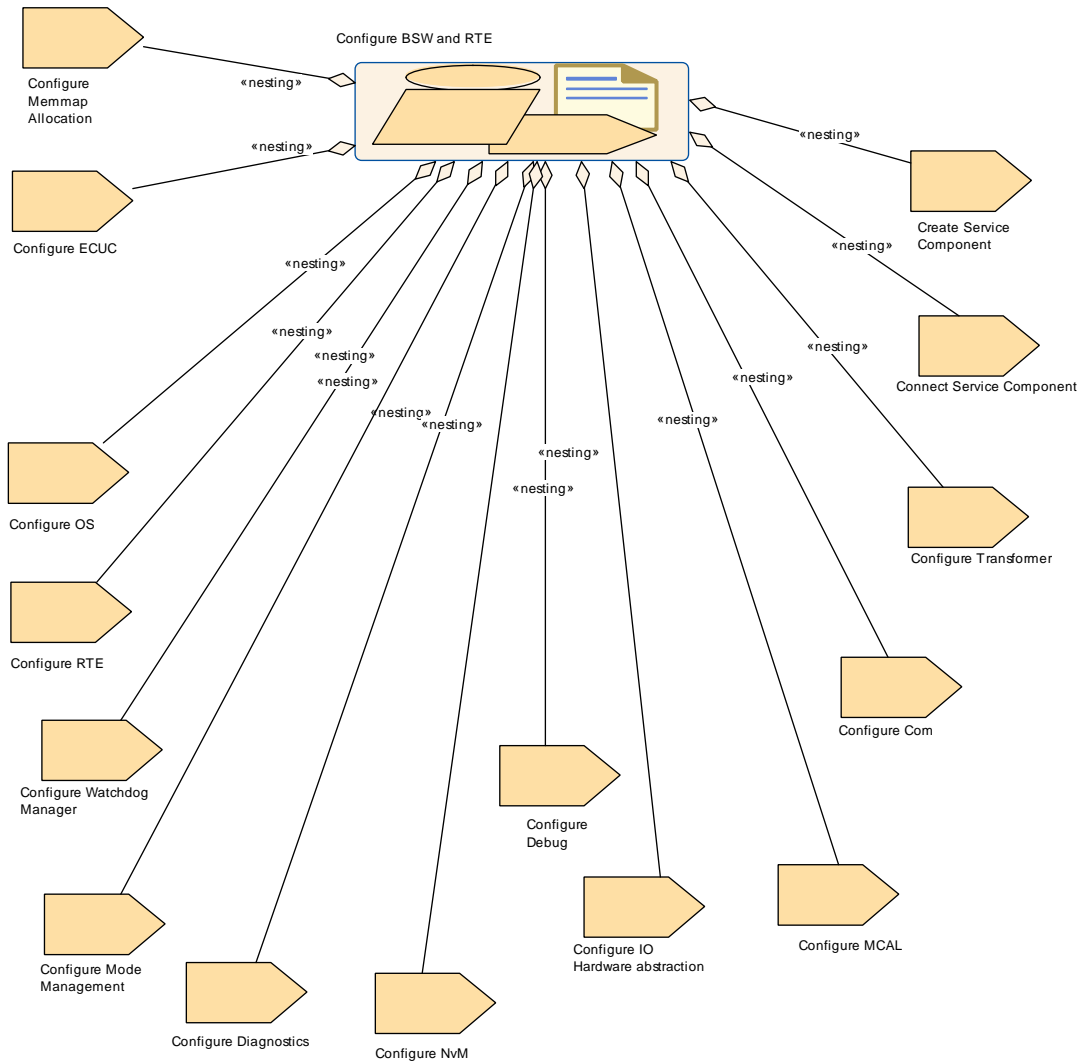 Configure BSW and RTE
Configure
Memmap
Allocation
«nesting»
«nesting»
«nesting»
Create Service
Component
Configure ECUC
«nesting»
Connect Service Component
«nesting»
«nesting»
«nesting»
«nesting»
«nesting»
«nesting»
«nesting»
«nesting»
«nesting»
«nesting»
«nesting»
«nesting»
Configure OS
Configure Transformer
Configure RTE
Configure Com
Configure Watchdog
Manager
Configure
Debug
Configure IO
Hardware abstraction
Configure MCAL
Configure Mode
Management
Configure Diagnostics
Configure NvM